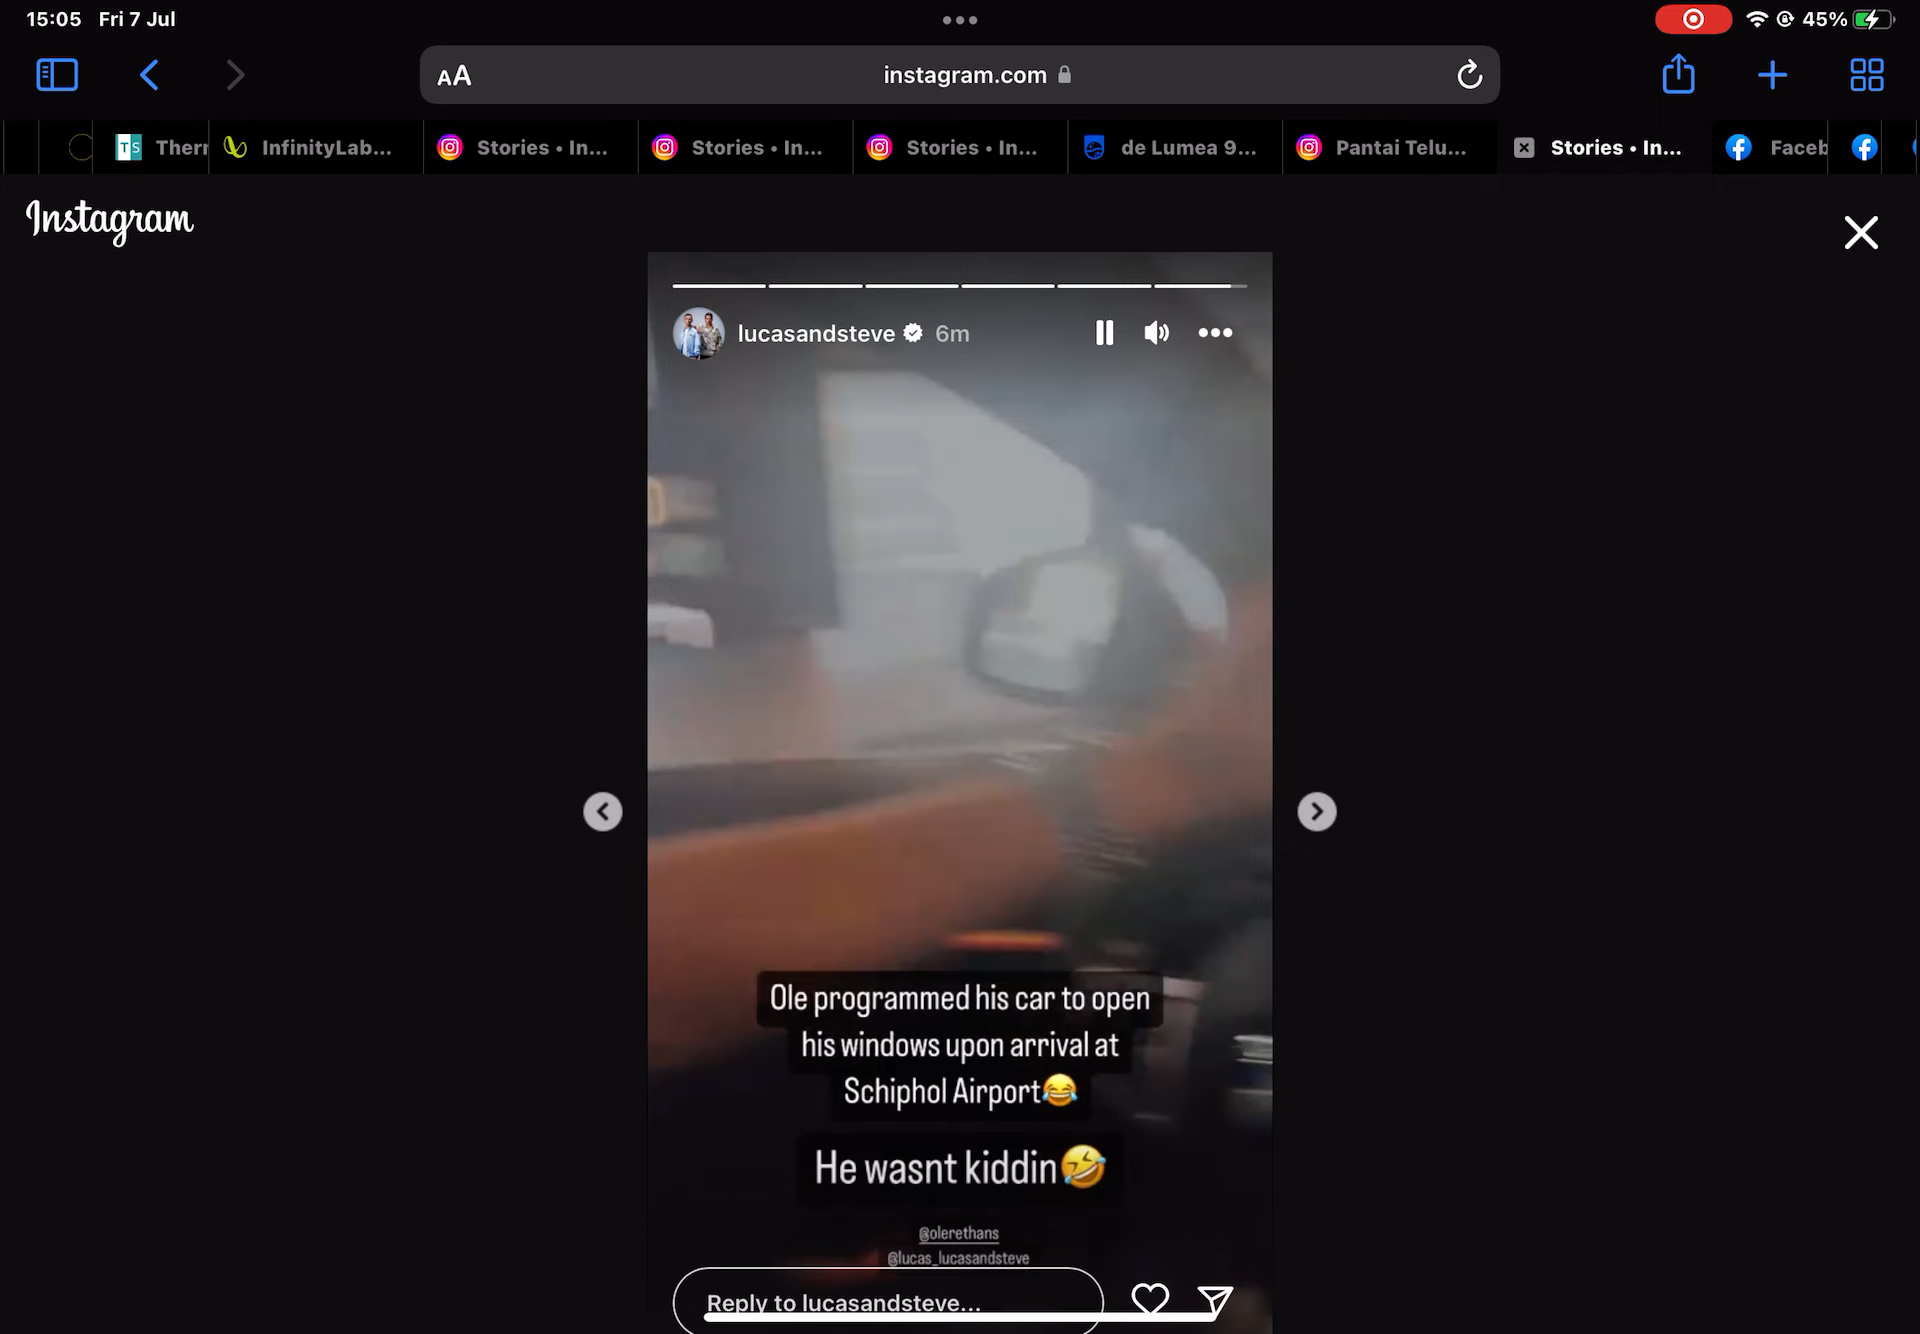 15:05 Fri 7 Jul
45%
AA instagram.com
TS Therr InfinityLab... Stories • In... Stories • In... Stories • In... de Lumea 9... Pantai Telu... Stories • In... Faceb
Instagram
lucasandsteve 6m
Ole programmed his car to open
his windows upon arrival at
Schiphol Airport😂
He wasnt kiddin🤣
@olerethans
@lucas_lucasandsteve
Reply to lucasandsteve...